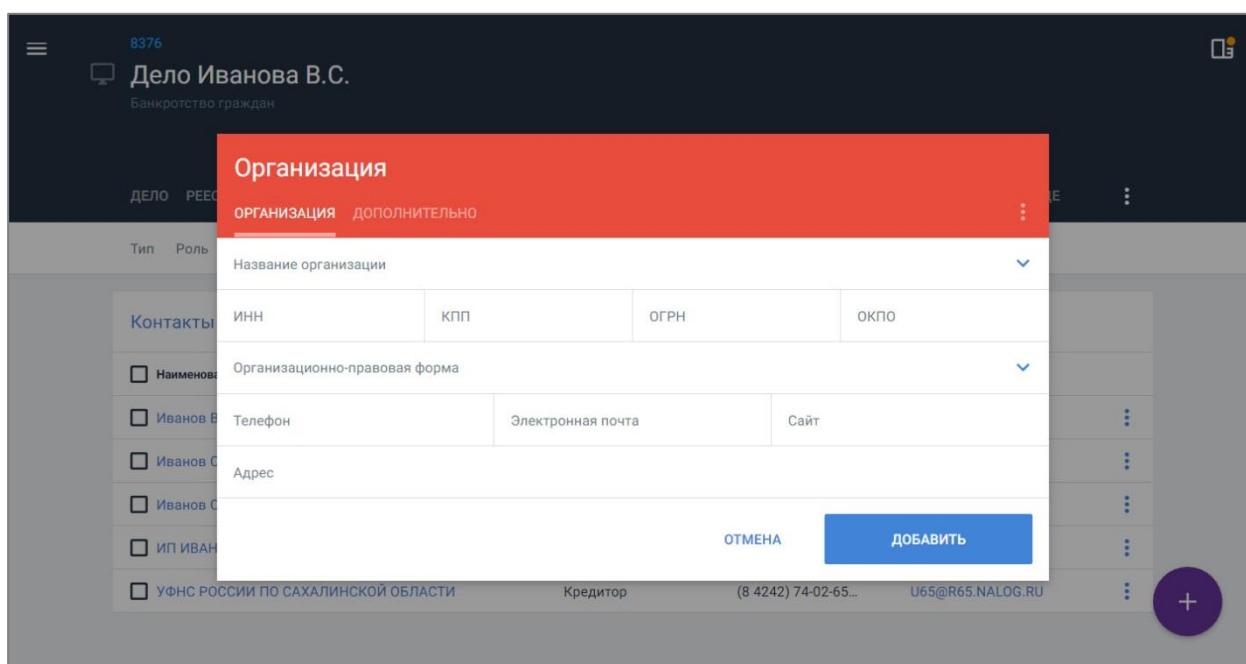 8376
Дело Иванова В.С.
Банкротство граждан
Организация
ДЕЛО
ОРГАНИЗАЦИЯ ДОПОЛНИТЕЛЬНО
Тип Роль
Название организации
Контакты
ИНН КПП ОГРН ОКПО
Организационно-правовая форма
Иванов
Телефон Электронная почта Сайт
Иванов
Адрес
Иванов
ОТМЕНА ДОБАВИТЬ
ИП
УФНС РОССИИ ПО САХАЛИНСКОЙ ОБЛАСТИ Кредитор (8 4242) 74-02-65... U65@R65.NALOG.RU